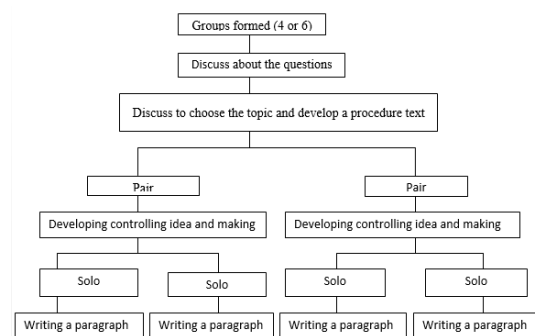 Groups formed (4 or 6)
Discuss about the questions
Discuss to choose the topic and develop a procedure text
Pair
Pair
Developing controlling idea and making
Developing controlling idea and making
Solo
Solo
Solo
Solo
Writing a paragraph
Writing a paragraph
Writing a paragraph
Writing a paragraph